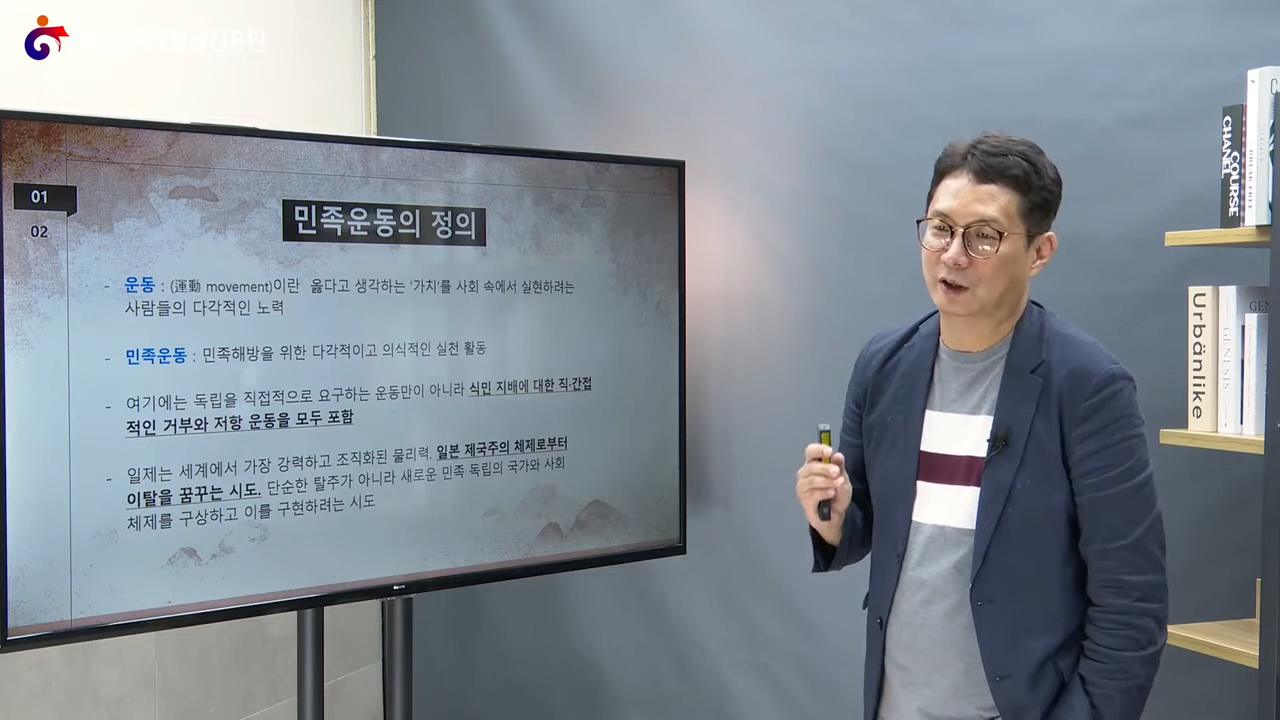 01
02
민족운동의 정의
- 운동 : (運動 movement)이란 옳다고 생각하는 '가치'를 사회 속에서 실현하려는
사람들의 다각적인 노력
- 민족운동 : 민족해방을 위한 다각적이고 의식적인 실천 활동
- 여기에는 독립을 직접적으로 요구하는 운동만이 아니라 식민 지배에 대한 직·간접
적인 거부와 저항 운동을 모두 포함
- 일제는 세계에서 가장 강력하고 조직화된 물리력. 일본 제국주의 체제로부터
이탈을 꿈꾸는 시도. 단순한 탈주가 아니라 새로운 민족 독립의 국가와 사회
체제를 구상하고 이를 구현하려는 시도
CHANEL
COURSE
Urbänlike
GENESIS